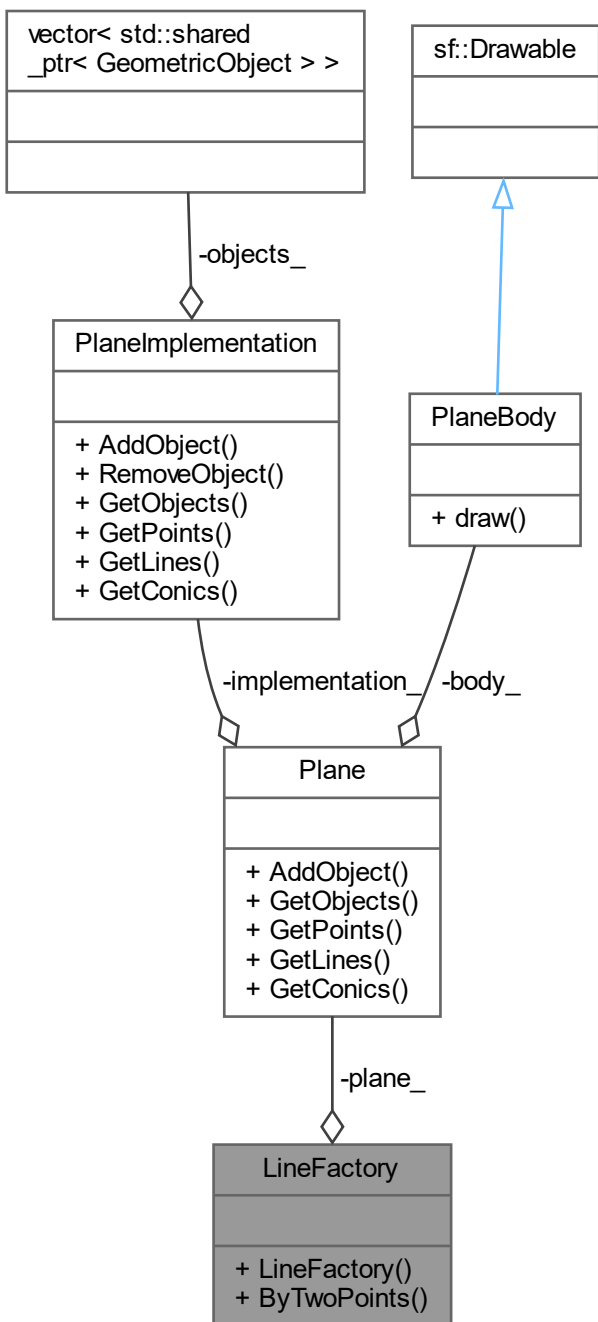 vector< std::shared
_ptr< GeometricObject > >
sf::Drawable
-objects_
PlaneImplementation
+ AddObject()
+ RemoveObject()
+ GetObjects()
+ GetPoints()
+ GetLines()
+ GetConics()
PlaneBody
+ draw()
-implementation_
-body_
Plane
+ AddObject()
+ GetObjects()
+ GetPoints()
+ GetLines()
+ GetConics()
-plane_
LineFactory
+ LineFactory()
+ ByTwoPoints()